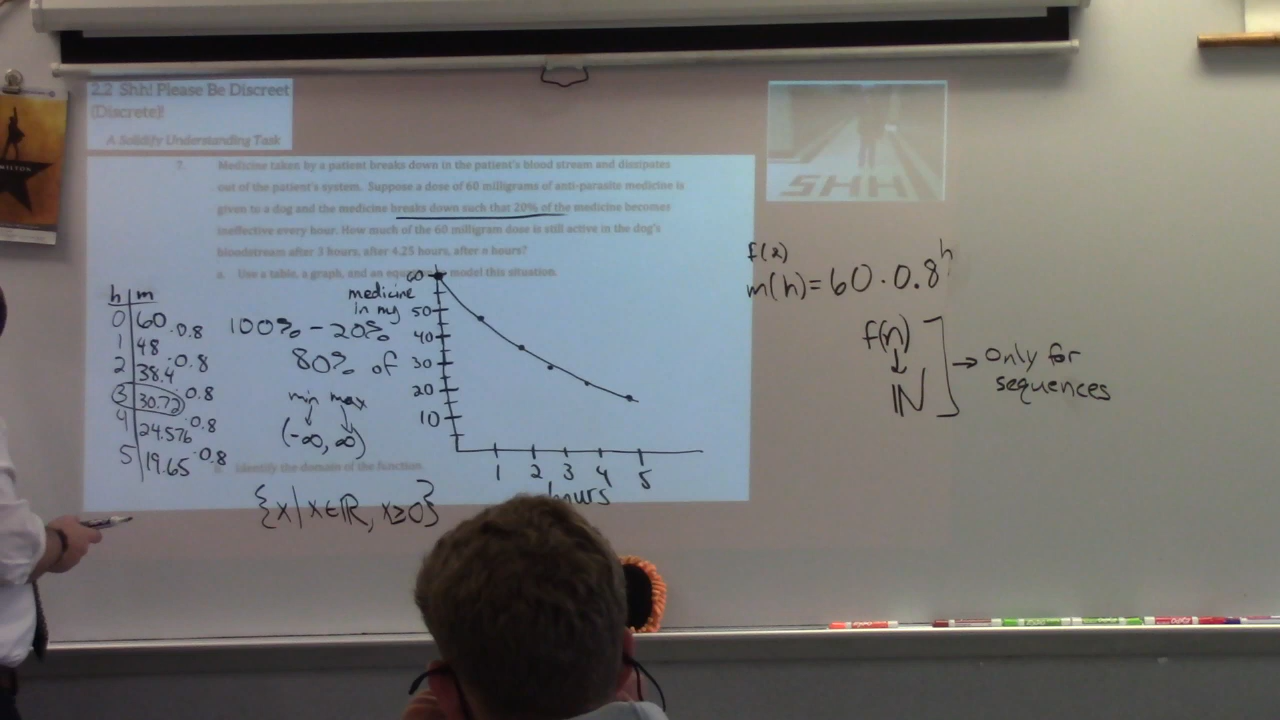 2.2 Shh! Please Be Discreet
(Discrete)!
A Solidify Understanding Task
SHH
HAMILTON
7. Medicine taken by a patient breaks down in the patient's blood stream and dissipates
out of the patient's system. Suppose a dose of 60 milligrams of anti-parasite medicine is
given to a dog and the medicine breaks down such that 20% of the medicine becomes
ineffective every hour. How much of the 60 milligram dose is still active in the dog's
bloodstream after 3 hours, after 4.25 hours, after n hours?
a. Use a table, a graph, and an model this situation.
h m
0 60
·0.8
1 48
2 38.4 ·0.8
3 30.72 ·0.8
4 24.576 ·0.8
5 19.65 ·0.8
100% - 20%
80% of
min max
(-∞, ∞)
medicine
in mg
60
50
40
30
20
10
1 2 3 4 5
hours
Identify the domain of the function
{x | x∈ℝ, x≥0}
m(h) = 60 · 0.8^h
f(n)
↓
ℕ
→ Only for
sequences